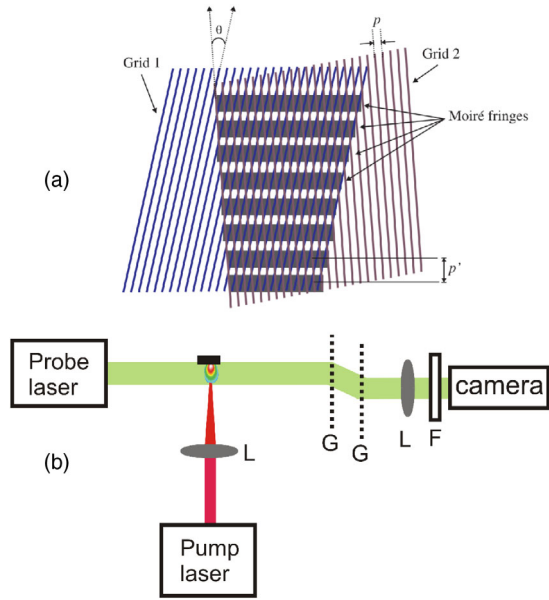 θ
p
Grid 1
Grid 2
Moiré fringes
(a)
p'
Probe
laser
camera
G
G
L
F
(b)
L
Pump
laser